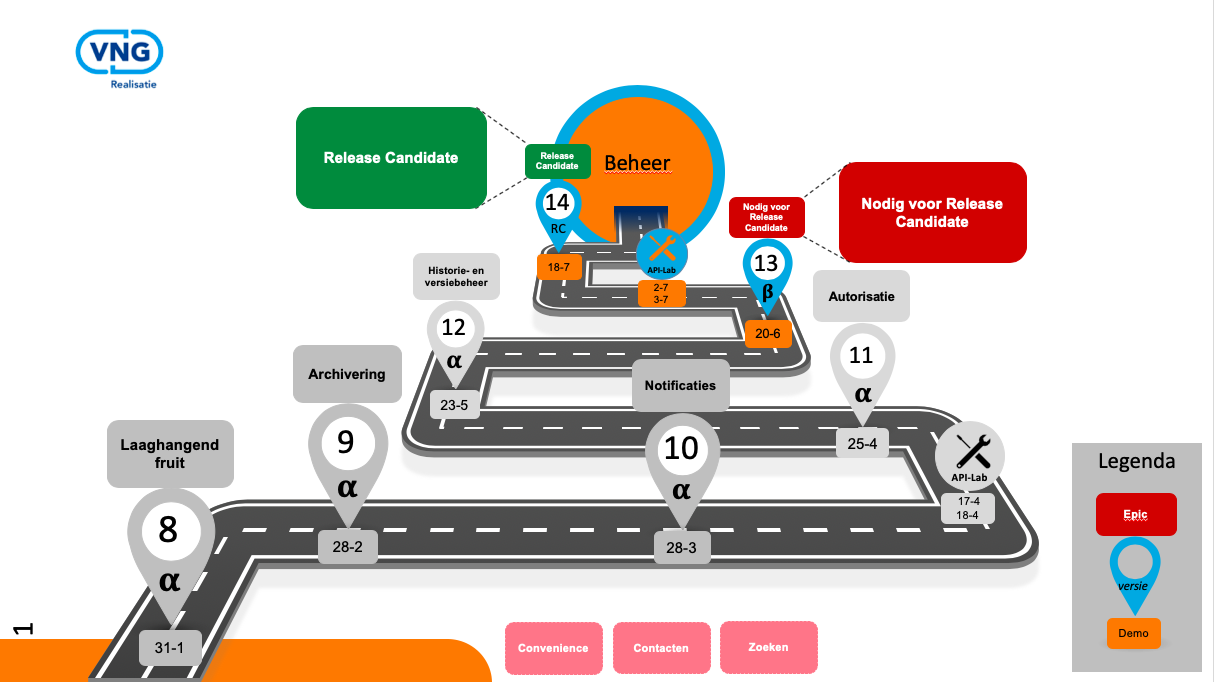 VNG
Realisatie
Release Candidate
Release
Candidate
Beheer
14
RC
18-7
API-Lab
2-7
3-7
Nodig voor
Release
Candidate
13
β
20-6
Nodig voor Release
Candidate
Historie- en
versiebeheer
12
α
23-5
Autorisatie
11
α
25-4
Archivering
9
α
28-2
Notificaties
10
α
28-3
API-Lab
17-4
18-4
Laaghangend
fruit
8
α
31-1
Legenda
Epic
versie
Demo
1
Convenience
Contacten
Zoeken